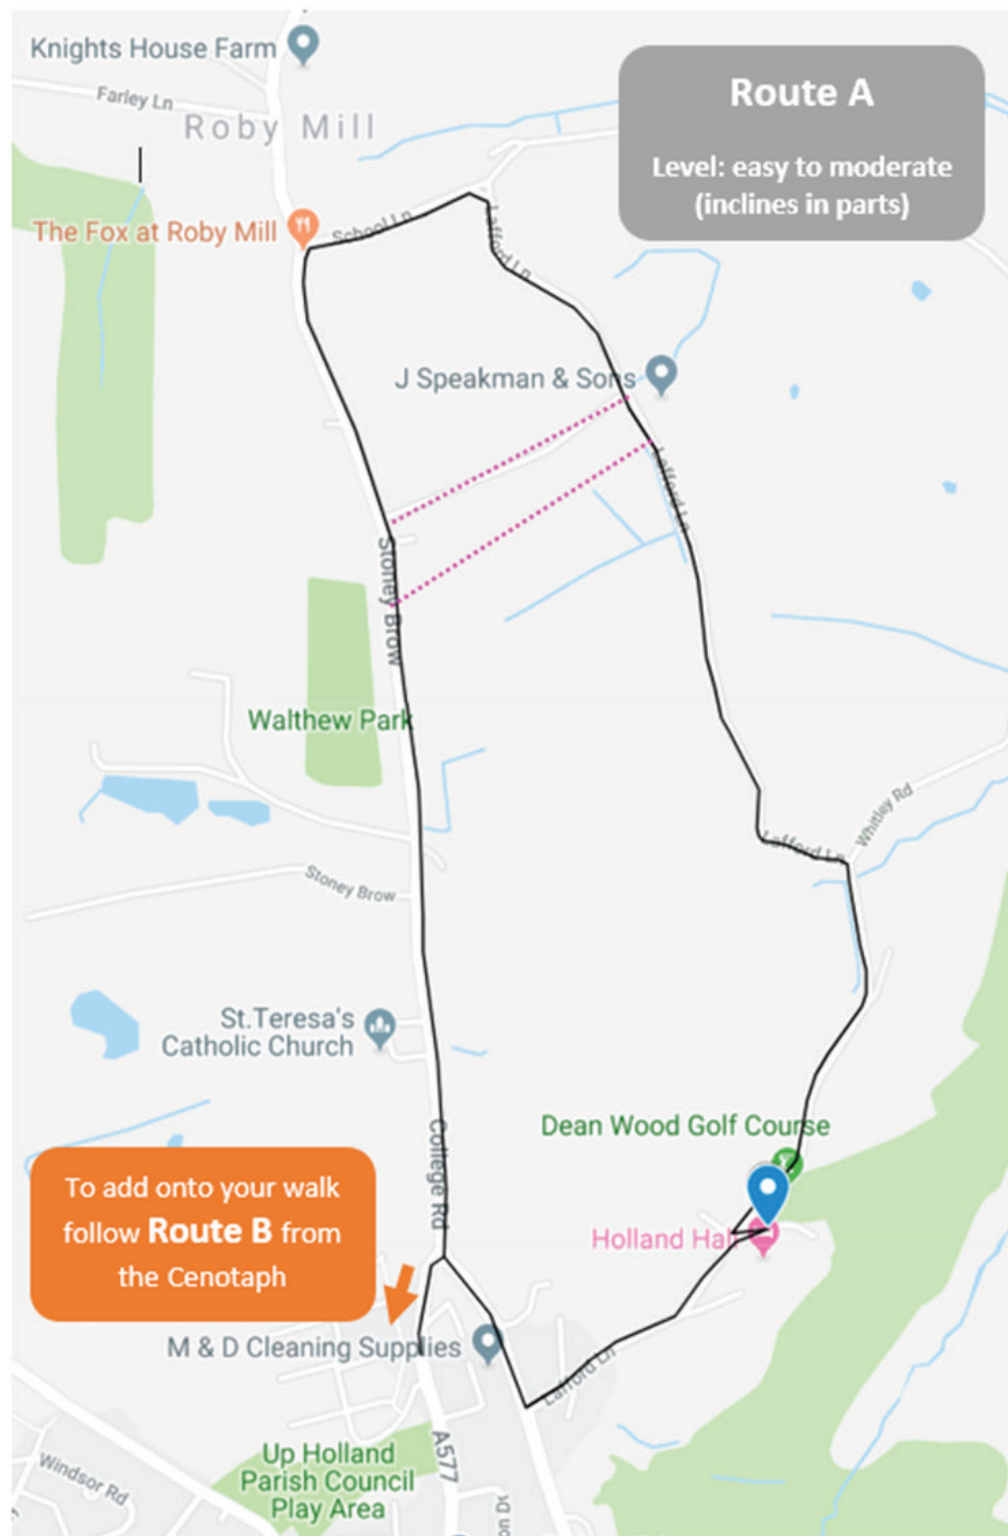 Knights House Farm
Farley Ln
Roby Mill
Route A
Level: easy to moderate
(inclines in parts)
The Fox at Roby Mill
School Ln
Lafford Ln
J Speakman & Sons
Lafford Ln
Stoney Brow
Walthew Park
Whitley Rd
Lafford Ln
Stoney Brow
St.Teresa's
Catholic Church
College Rd
Dean Wood Golf Course
To add onto your walk
follow Route B from
the Cenotaph
Holland Hall
M & D Cleaning Supplies
Lafford Ln
A577
Up Holland
Parish Council
Play Area
Windsor Rd